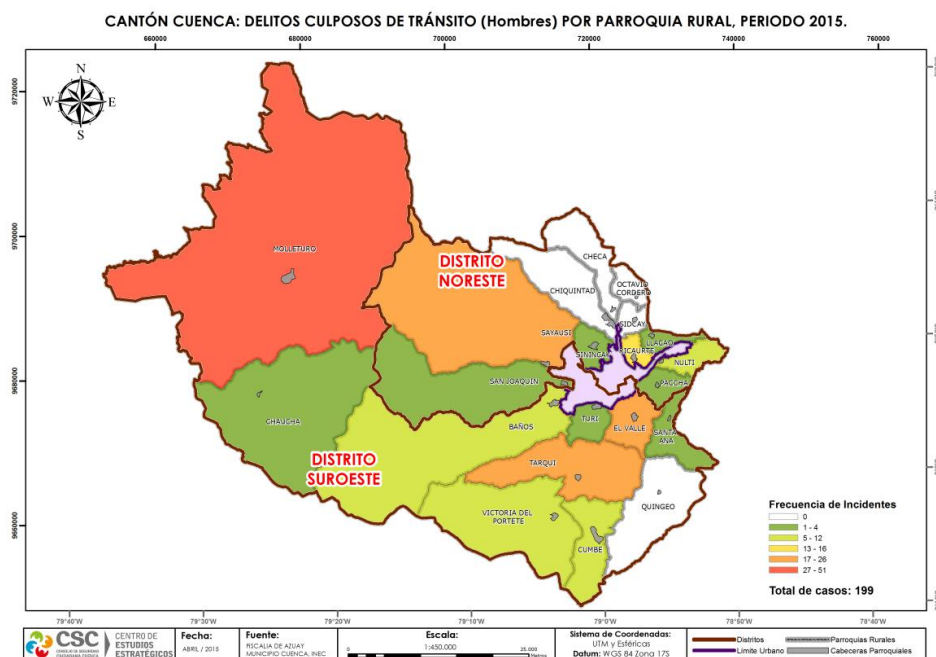 CANTÓN CUENCA: DELITOS CULPOSOS DE TRÁNSITO (Hombres) POR PARROQUIA RURAL, PERIODO 2015.
660000 680000 700000 720000 740000 760000
N
W E
S
9720000
9700000
9680000
9660000
MOLLETURO
DISTRITO
NORESTE
CHECA
CHIQUINTAD
OCTAVIO
CORDERO
SIDCAY
SAYAUSI
LLACAO
RICAURTE
NULTI
SAN JOAQUIN
PACCHA
CHAUCHA
BAÑOS
TURI
EL VALLE
SANTA
ANA
DISTRITO
SUROESTE
TARQUI
QUINGEO
VICTORIA DEL
PORTETE
CUMBE
Frecuencia de Incidentes
0
1 - 4
5 - 12
13 - 16
17 - 26
27 - 51
Total de casos: 199
79°40'W 79°30'W 79°20'W 79°10'W 78°50'W 78°40'W
CSC
CENTRO DE
ESTUDIOS
ESTRATÉGICOS
Fecha:
ABRIL / 2015
Fuente:
FISCALIA DE AZUAY
MUNICIPIO CUENCA, INEC
Escala:
1:450.000
0 25.000
Metros
Sistema de Coordenadas:
UTM y Esféricas
Datum: WGS 84 Zona 17S
Distritos
Limite Urbano
Parroquias Rurales
Cabeceras Parroquiales